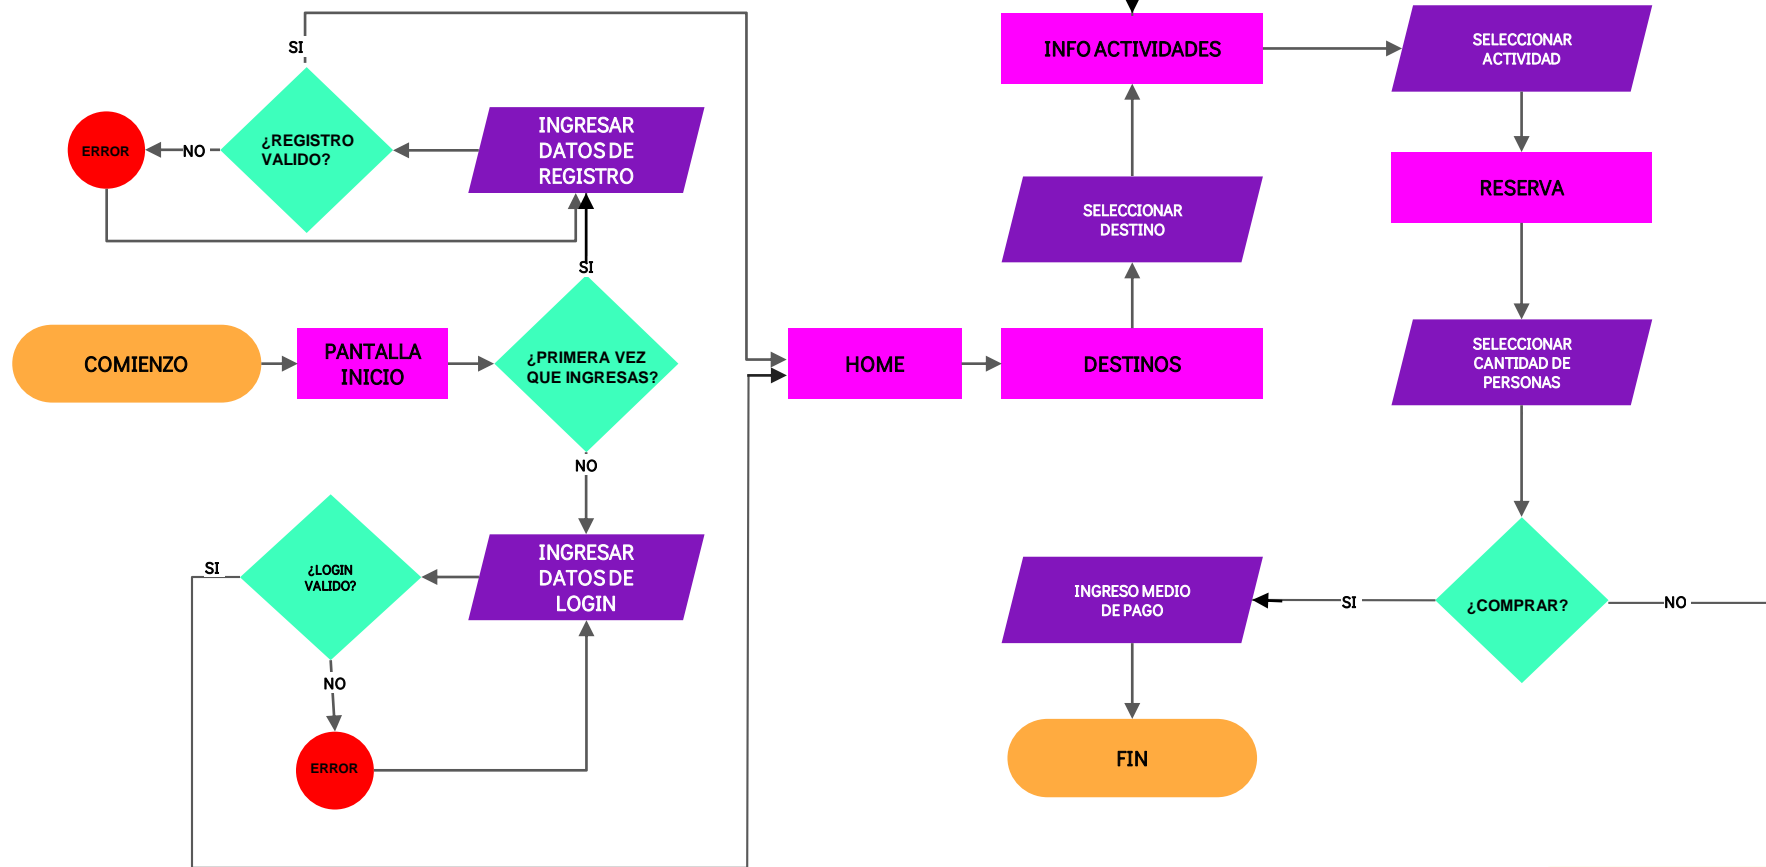 SI
¿REGISTRO
VALIDO?
NO
ERROR
INGRESAR
DATOS DE
REGISTRO
SI
COMIENZO
PANTALLA
INICIO
¿PRIMERA VEZ
QUE INGRESAS?
NO
INGRESAR
DATOS DE
LOGIN
¿LOGIN
VALIDO?
SI
NO
ERROR
HOME
DESTINOS
SELECCIONAR
DESTINO
INFO ACTIVIDADES
SELECCIONAR
ACTIVIDAD
RESERVA
SELECCIONAR
CANTIDAD DE
PERSONAS
¿COMPRAR?
NO
SI
INGRESO MEDIO
DE PAGO
FIN